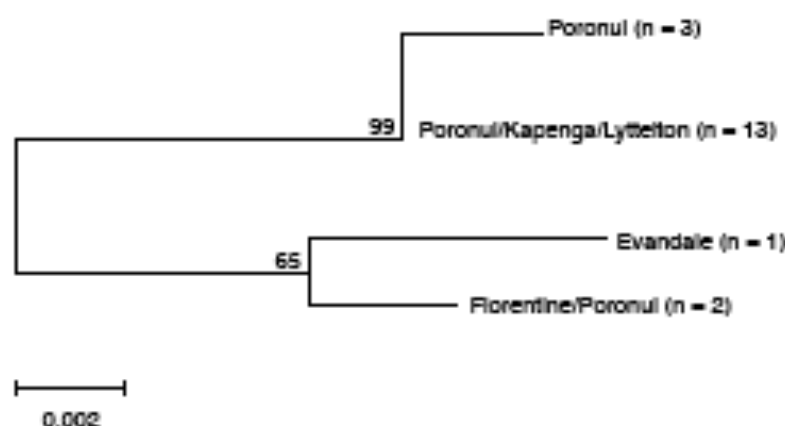 Poronui (n = 3)
99
Poronui/Kapenga/Lyttelton (n = 13)
Evandale (n = 1)
65
Florentine/Poronui (n = 2)
0.002